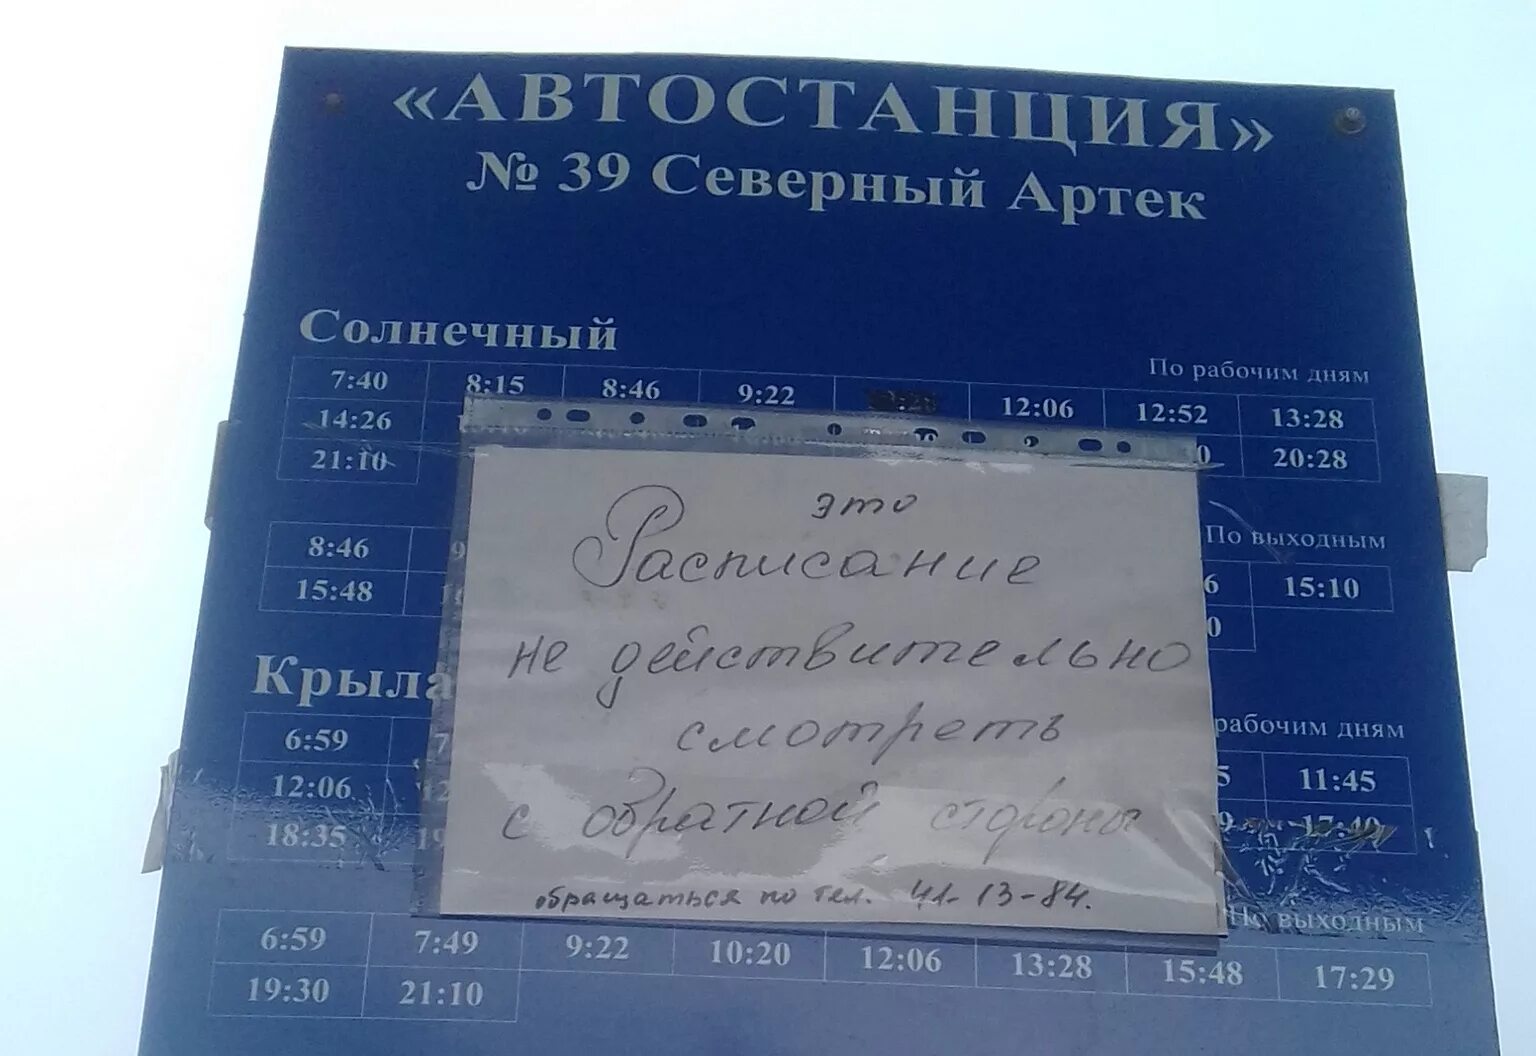 «АВТОСТАНЦИЯ»
№ 39 Северный Артек
Солнечный
По рабочим дням
7:40 8:15 8:46 9:22 12:06 12:52 13:28
14:26 20:28
21:10
По выходным
8:46 15:10
15:48
рабочим дням
6:59 11:45
12:06 17:49
18:35
По выходным
6:59 7:49 9:22 10:20 12:06 13:28 15:48 17:29
19:30 21:10
это
Расписание
не действительно
смотреть
с обратной стороны
обращаться по тел. 41-13-84.